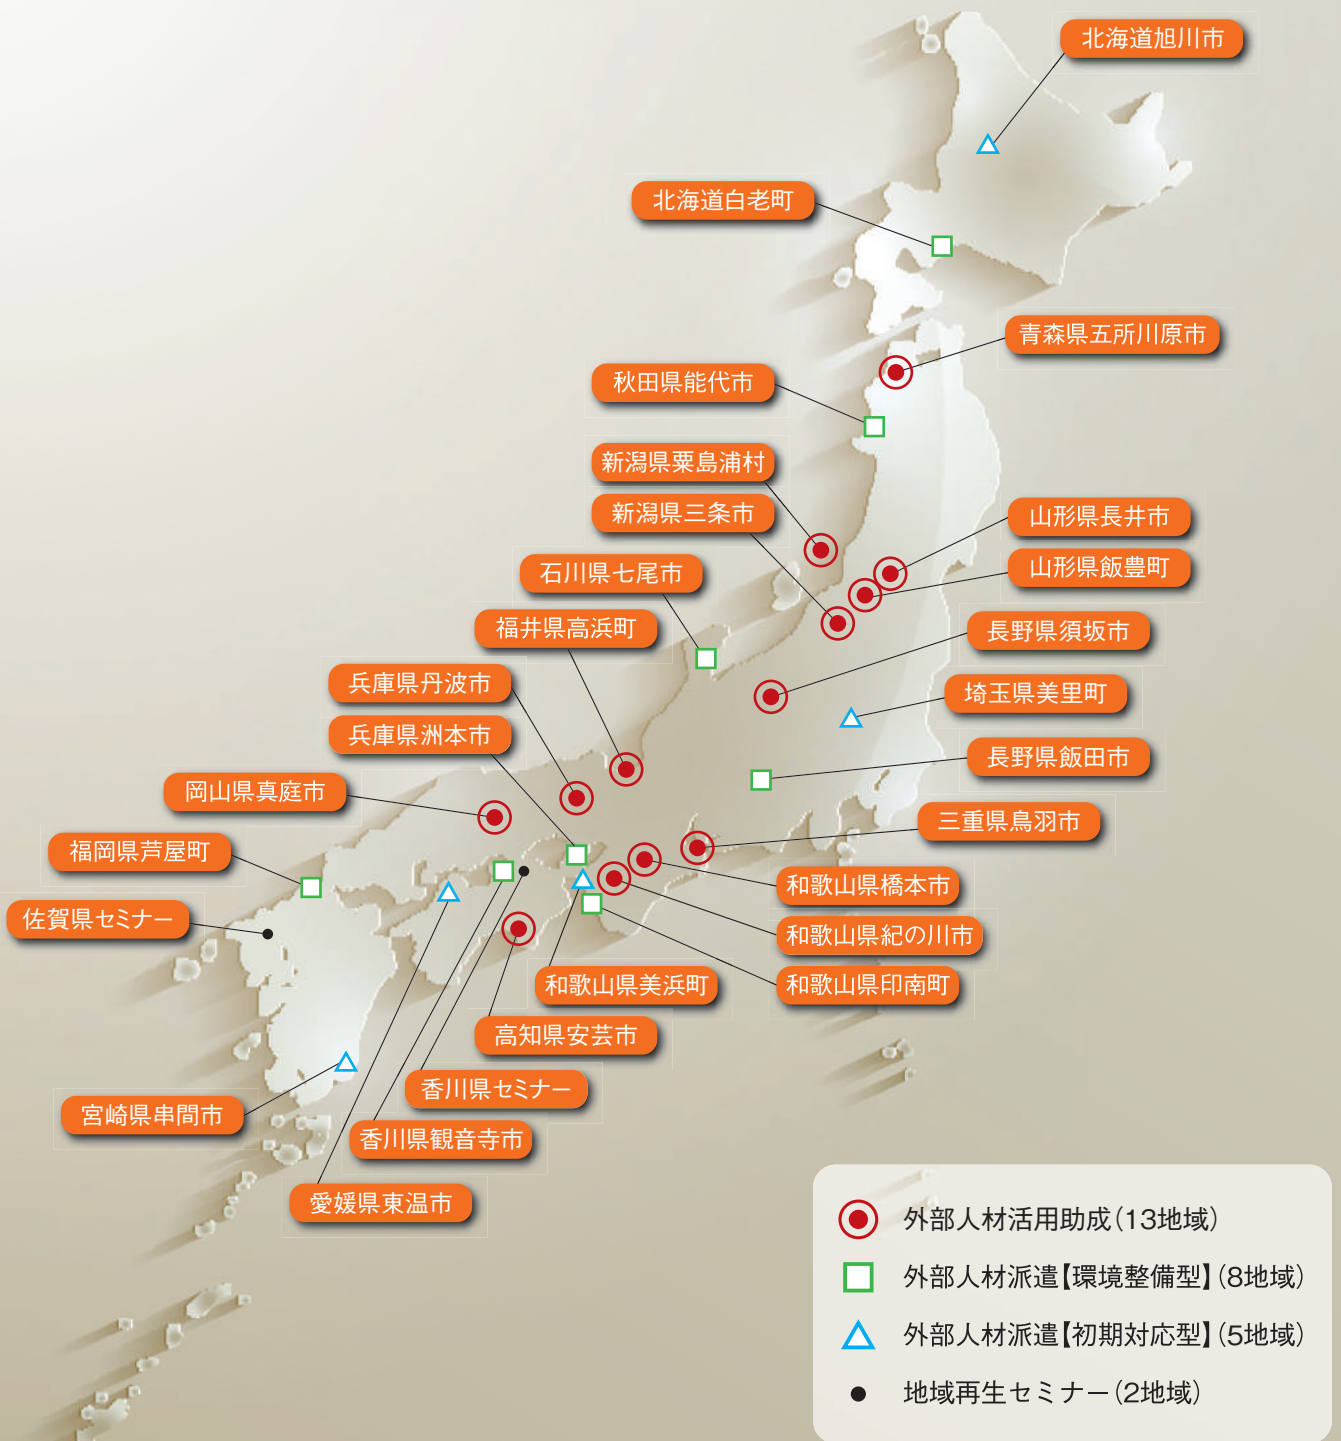 北海道旭川市
北海道白老町
青森県五所川原市
秋田県能代市
新潟県粟島浦村
新潟県三条市
山形県長井市
山形県飯豊町
石川県七尾市
福井県高浜町
長野県須坂市
兵庫県丹波市
埼玉県美里町
兵庫県洲本市
長野県飯田市
岡山県真庭市
三重県鳥羽市
福岡県芦屋町
和歌山県橋本市
佐賀県セミナー
和歌山県紀の川市
和歌山県美浜町
和歌山県印南町
高知県安芸市
香川県セミナー
宮崎県串間市
香川県観音寺市
愛媛県東温市
外部人材活用助成（13地域）
外部人材派遣【環境整備型】（8地域）
外部人材派遣【初期対応型】（5地域）
地域再生セミナー（2地域）